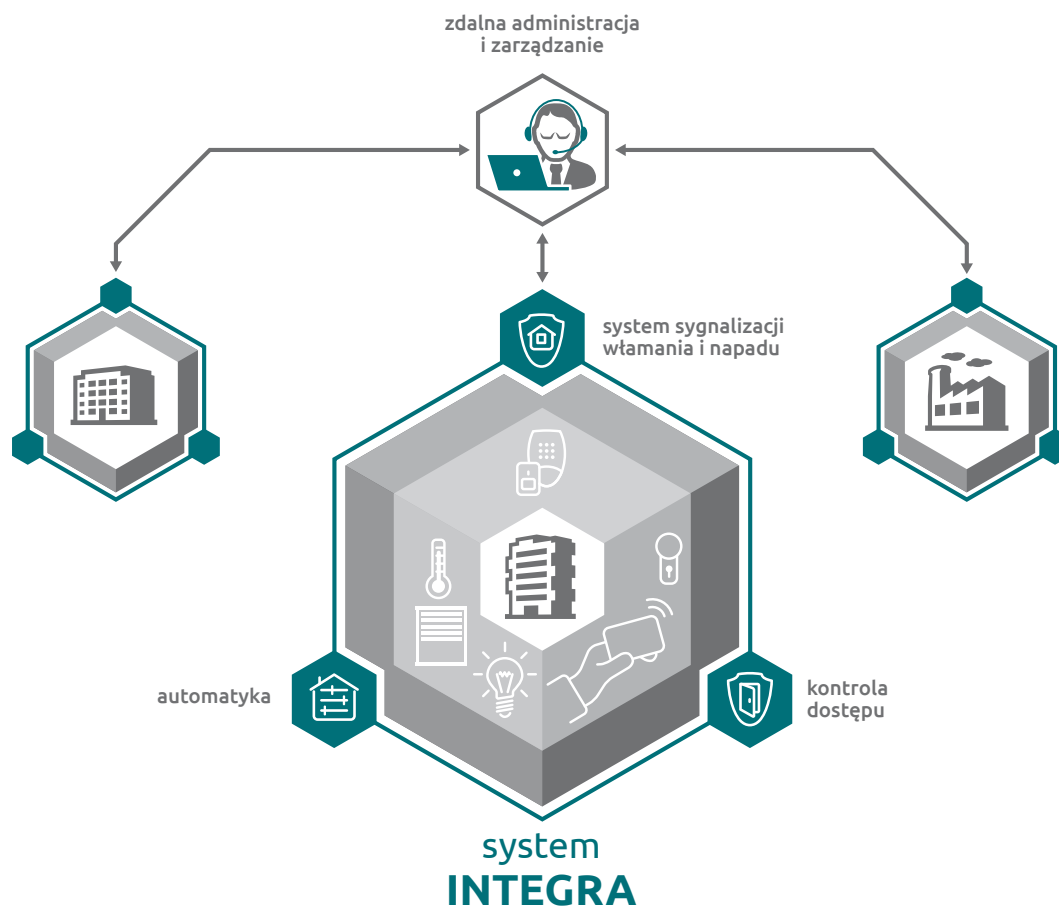 zdalna administracja
i zarządzanie
system sygnalizacji
włamania i napadu
automatyka
kontrola
dostępu
system
INTEGRA